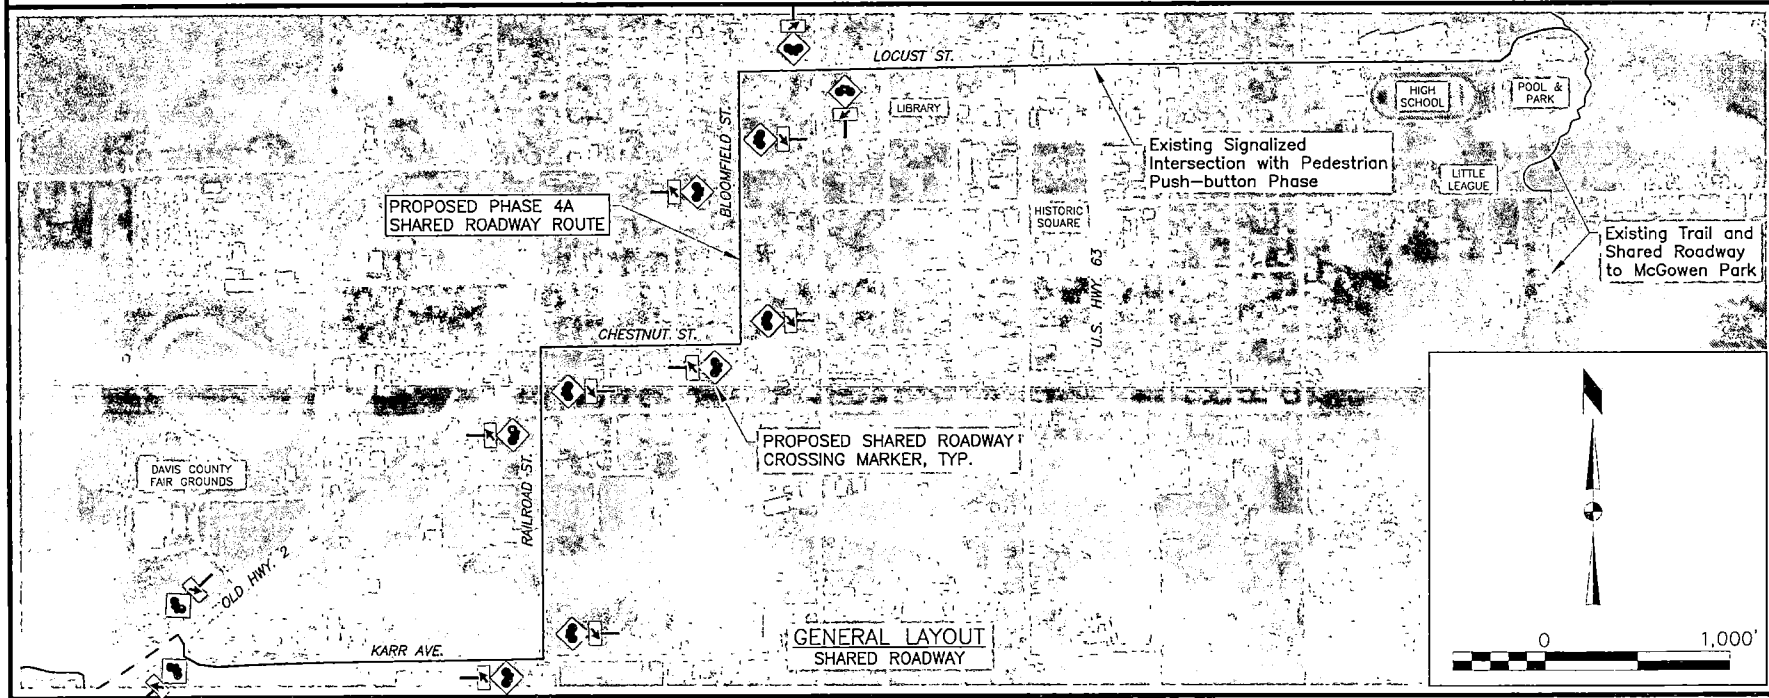 LOCUST ST.
LIBRARY
HIGH
SCHOOL
POOL &
PARK
BLOOMFIELD ST.
Existing Signalized
Intersection with Pedestrian
Push-button Phase
LITTLE
LEAGUE
PROPOSED PHASE 4A
SHARED ROADWAY ROUTE
HISTORIC
SQUARE
Existing Trail and
Shared Roadway
to McGowen Park
U.S. HWY 63
CHESTNUT ST.
PROPOSED SHARED ROADWAY
CROSSING MARKER, TYP.
DAVIS COUNTY
FAIR GROUNDS
RAILROAD ST.
OLD HWY. 2
KARR AVE.
GENERAL LAYOUT
SHARED ROADWAY
0 1,000'